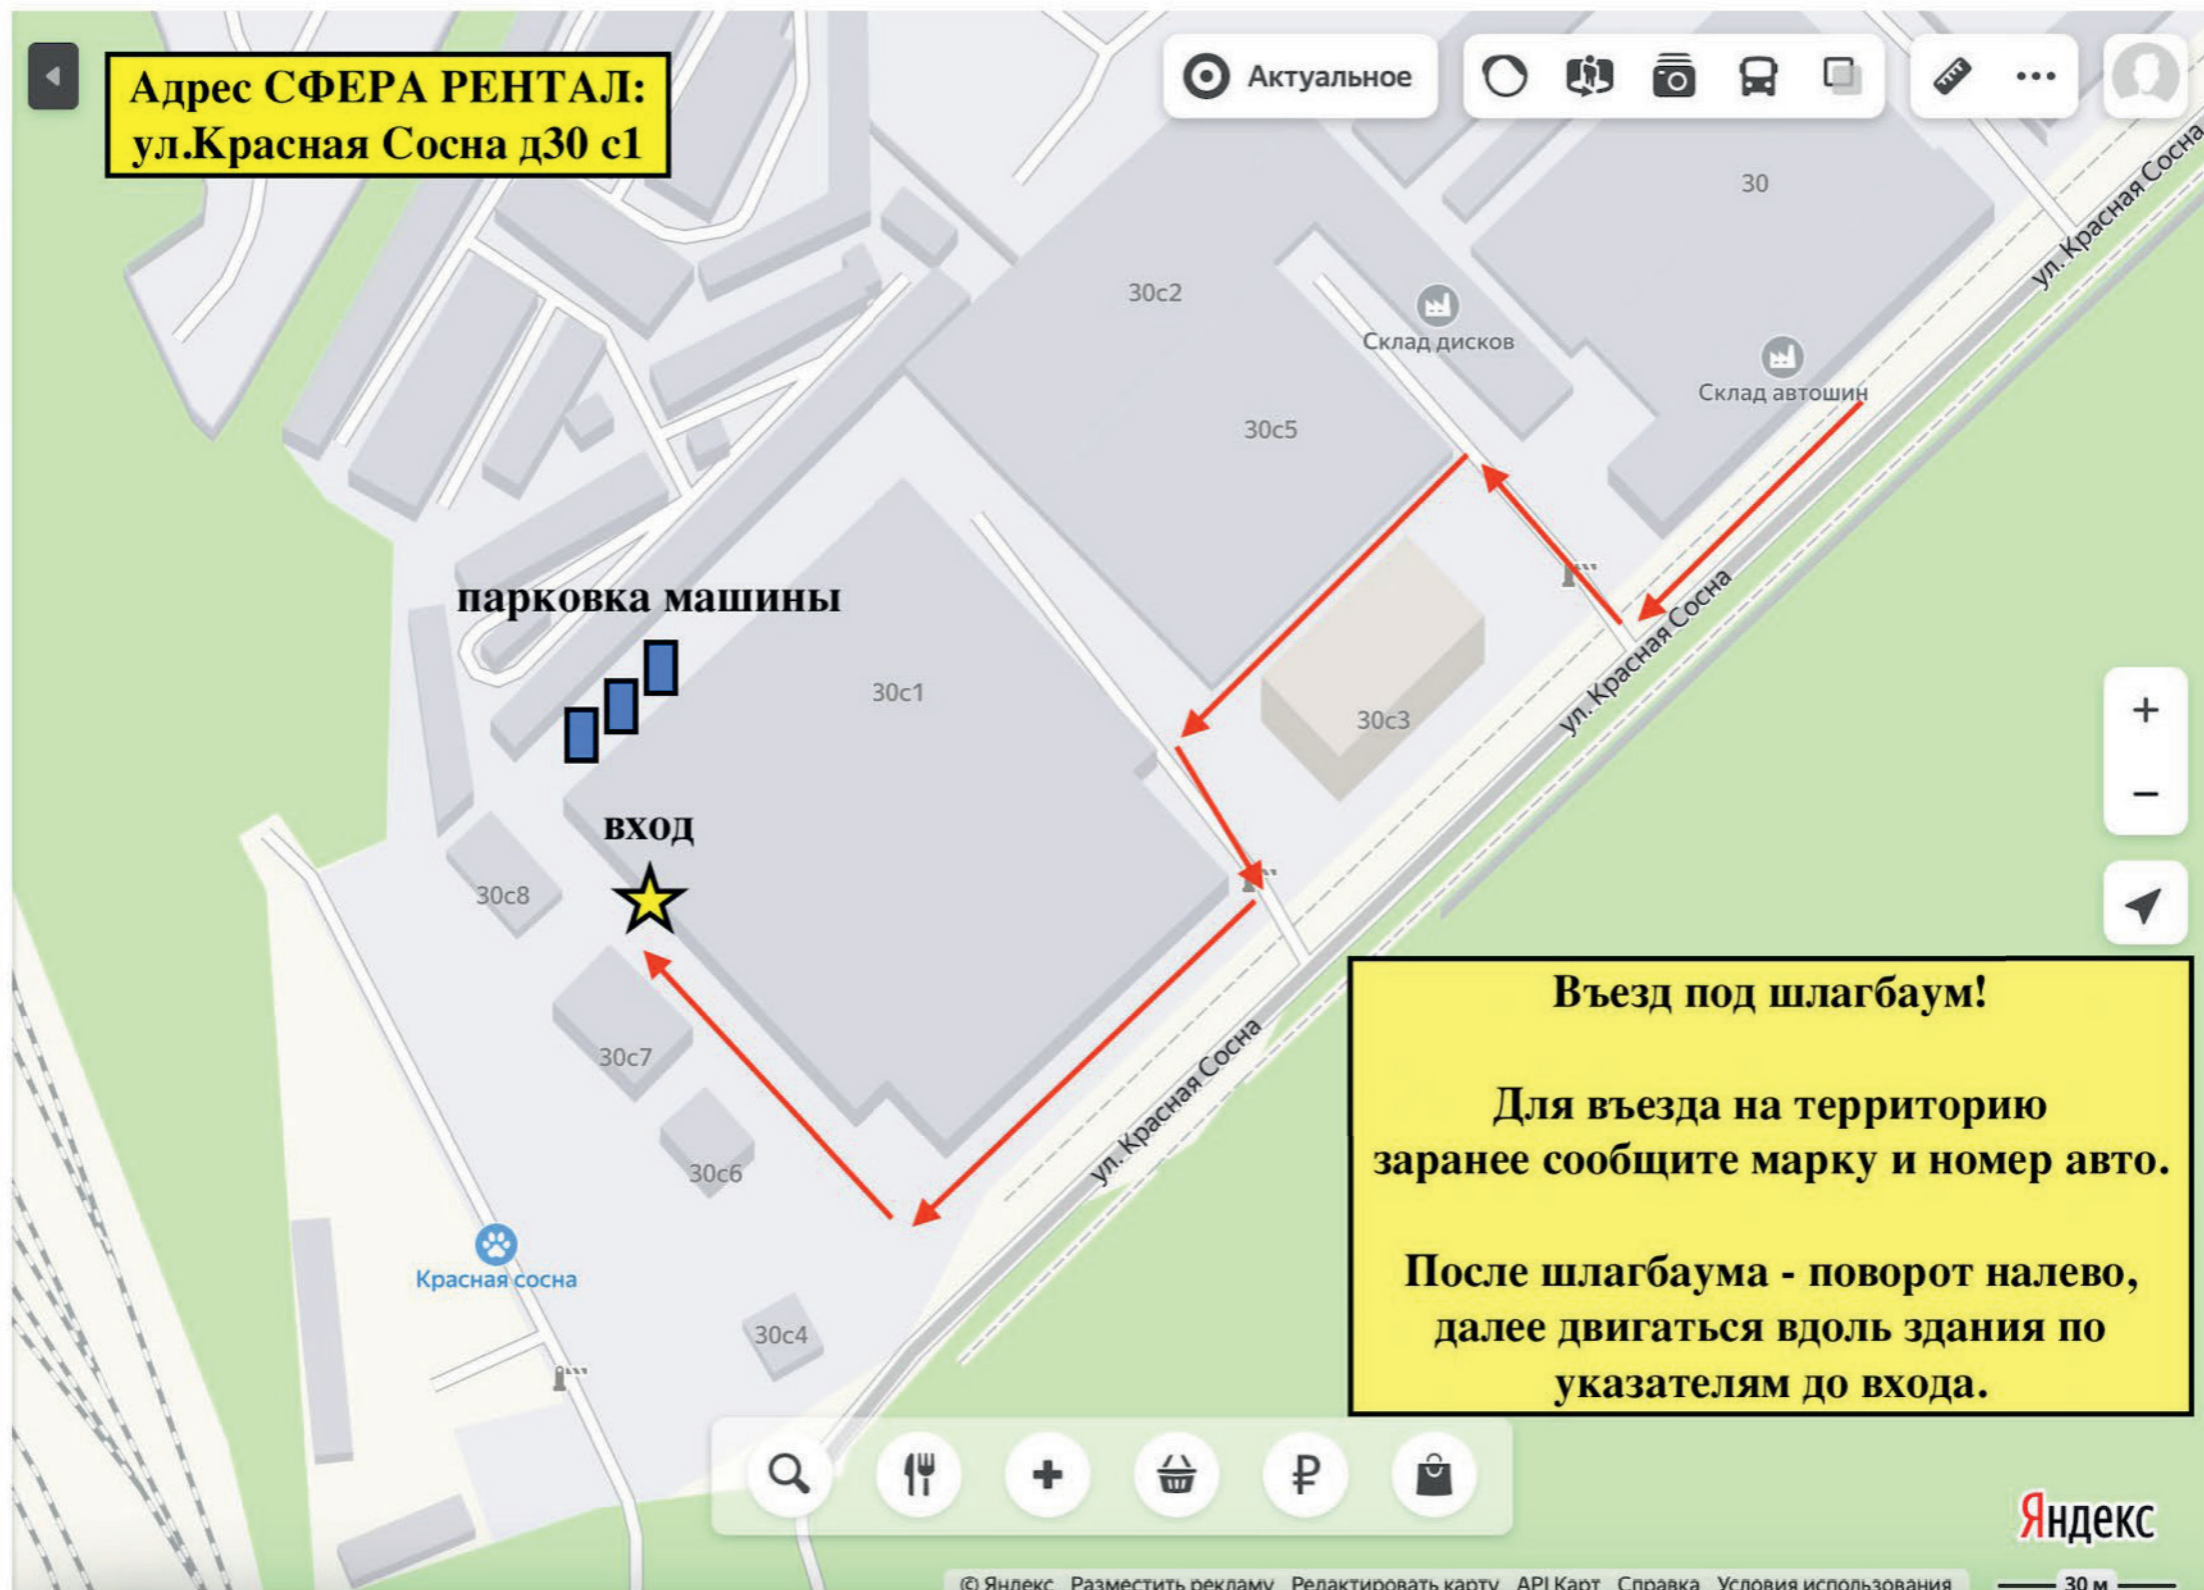 Адрес СФЕРА РЕНТАЛ:
ул.Красная Сосна д30 с1
Актуальное
30
ул. Красная Сосна
30с2
Склад дисков
Склад автошин
30с5
парковка машины
ул. Красная Сосна
30с1
30с3
вход
30с8
30с7
ул. Красная Сосна
30с6
Красная сосна
30с4
Въезд под шлагбаум!
Для въезда на территорию
заранее сообщите марку и номер авто.
После шлагбаума - поворот налево,
далее двигаться вдоль здания по
указателям до входа.
Яндекс
© Яндекс Разместить рекламу Редактировать карту API Карт Справка Условия использования
30 м